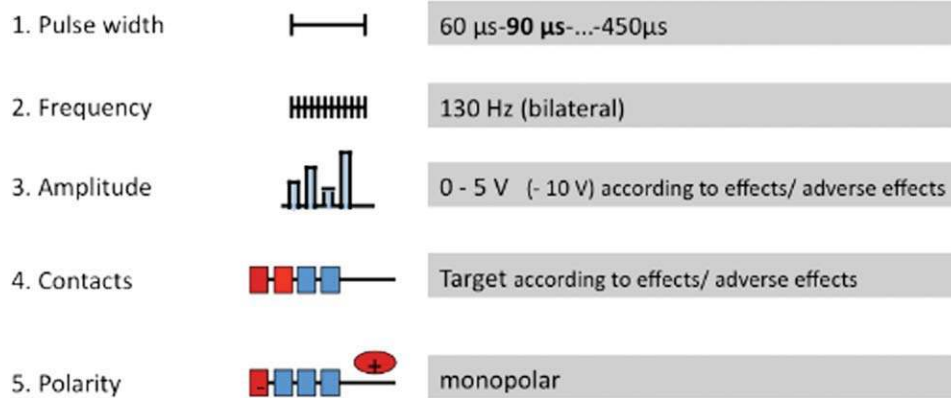 1. Pulse width 60 µs-90 µs-...-450µs
2. Frequency 130 Hz (bilateral)
3. Amplitude 0 - 5 V (- 10 V) according to effects/ adverse effects
4. Contacts Target according to effects/ adverse effects
+
5. Polarity - monopolar